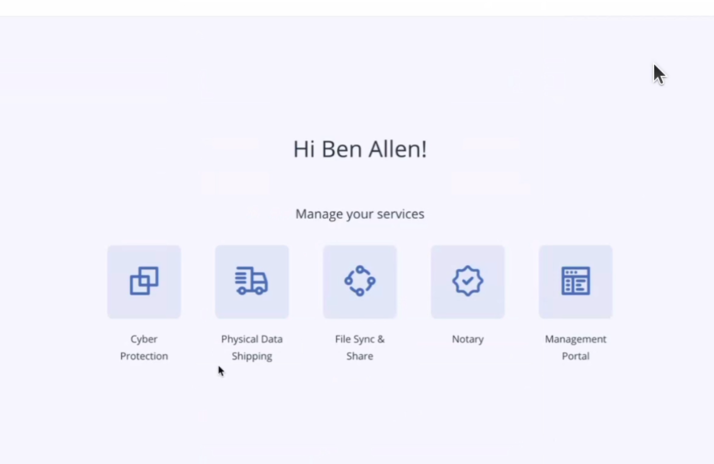 Hi Ben Allen!
Manage your services
Cyber
Protection
Physical Data
Shipping
File Sync &
Share
Notary
Management
Portal